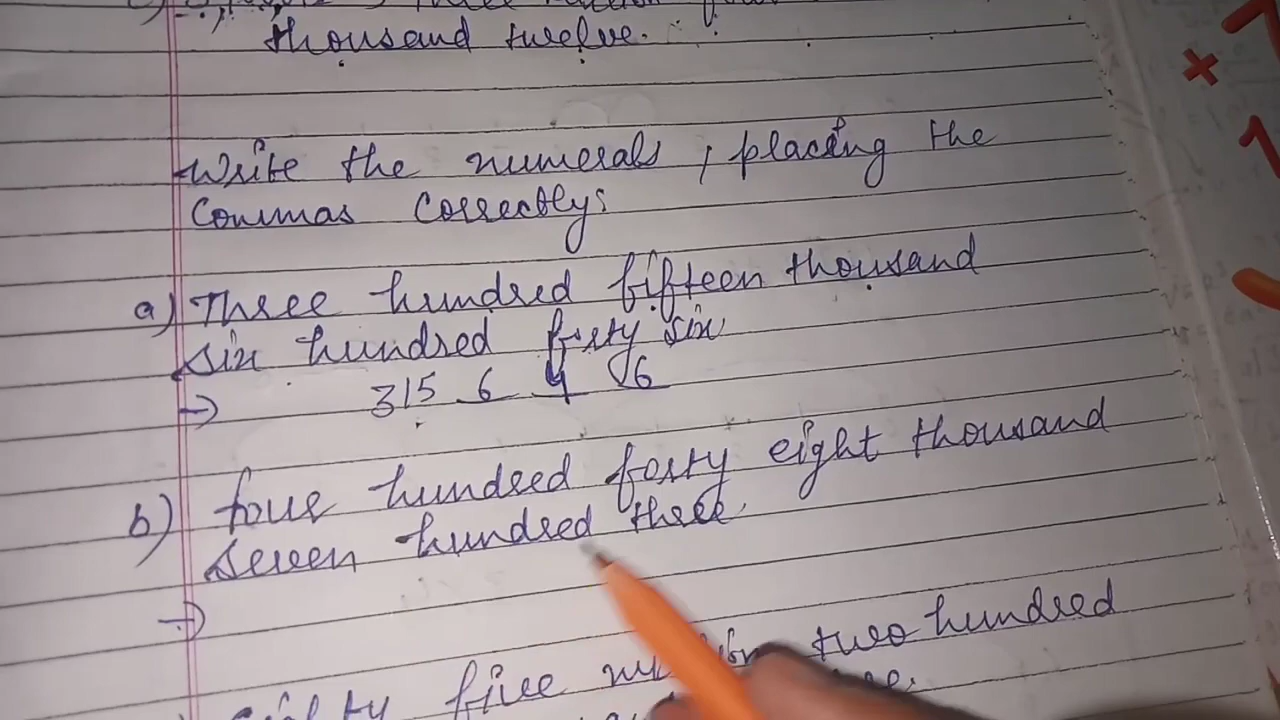 thousand twelve.
Write the numerals, placing the
Commas Correctly:
a) Three hundred fifteen thousand
six hundred forty six
→ 315 6 4 6
b) four hundred forty eight thousand
seven hundred three.
→
five two hundred